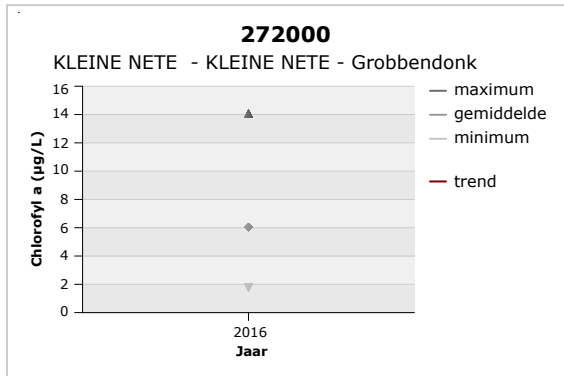 272000
KLEINE NETE - KLEINE NETE - Grobbendonk
16
14
12
10
8
6
4
2
0
Chlorofyl a (µg/L)
2016
Jaar
maximum
gemiddelde
minimum
trend